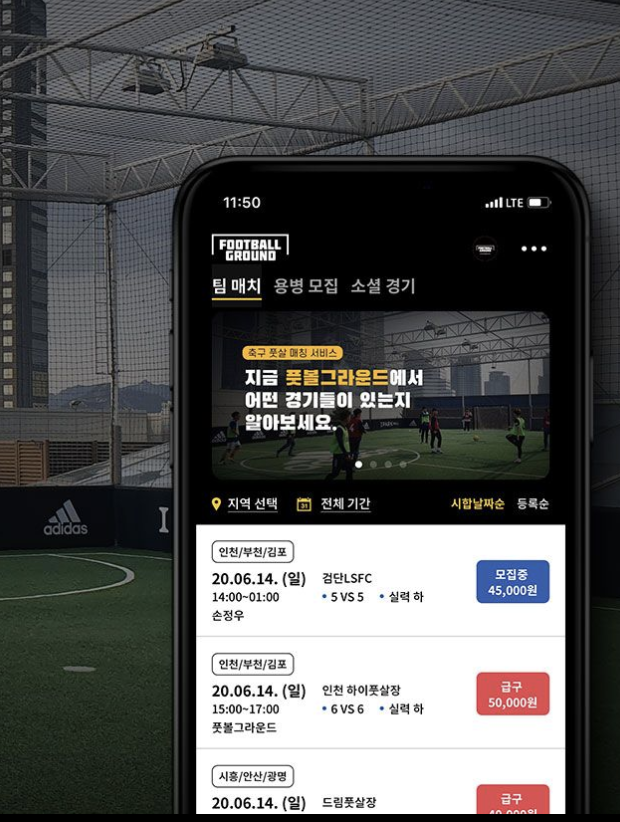 11:50
LTE
FOOTBALL
GROUND
팀 매치 용병 모집 소셜 경기
축구 풋살 매칭 서비스
지금 풋볼그라운드에서
어떤 경기들이 있는지
알아보세요.
지역 선택 31 전체 기간 시합날짜순 등록순
adidas
인천/부천/김포
20.06.14. (일) 검단LSFC
14:00~01:00 • 5 VS 5 • 실력 하
손정우
모집중
45,000원
인천/부천/김포
20.06.14. (일) 인천 하이풋살장
15:00~17:00 • 6 VS 6 • 실력 하
풋볼그라운드
급구
50,000원
시흥/안산/광명
20.06.14. (일) 드림풋살장
급구